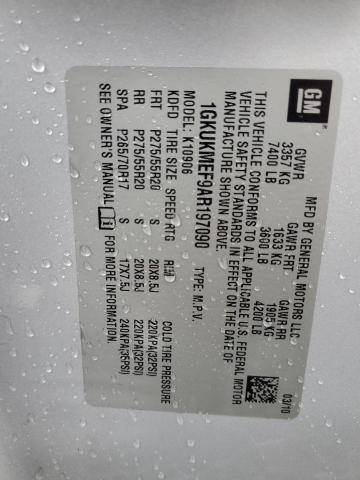 GM
MFD BY GENERAL MOTORS LLC 03/10
GVWR GAWR FRT GAWR RR
3357 KG 1633 KG 1905 KG
7400 LB 3600 LB 4200 LB
THIS VEHICLE CONFORMS TO ALL APPLICABLE U.S. FEDERAL MOTOR
VEHICLE SAFETY STANDARDS IN EFFECT ON THE DATE OF
MANUFACTURE SHOWN ABOVE.
1GKUKMEF9AR197090 TYPE: M.P.V.
MODEL: K10906
KDFD TIRE SIZE SPEED RTG RIM COLD TIRE PRESSURE
FRT P275/55R20 S 20X8.5J 220KPA(32PSI)
RR P275/55R20 S 20X8.5J 220KPA(32PSI)
SPA P265/70R17 S 17X7.5J 240KPA(35PSI)
SEE OWNER'S MANUAL FOR MORE INFORMATION.